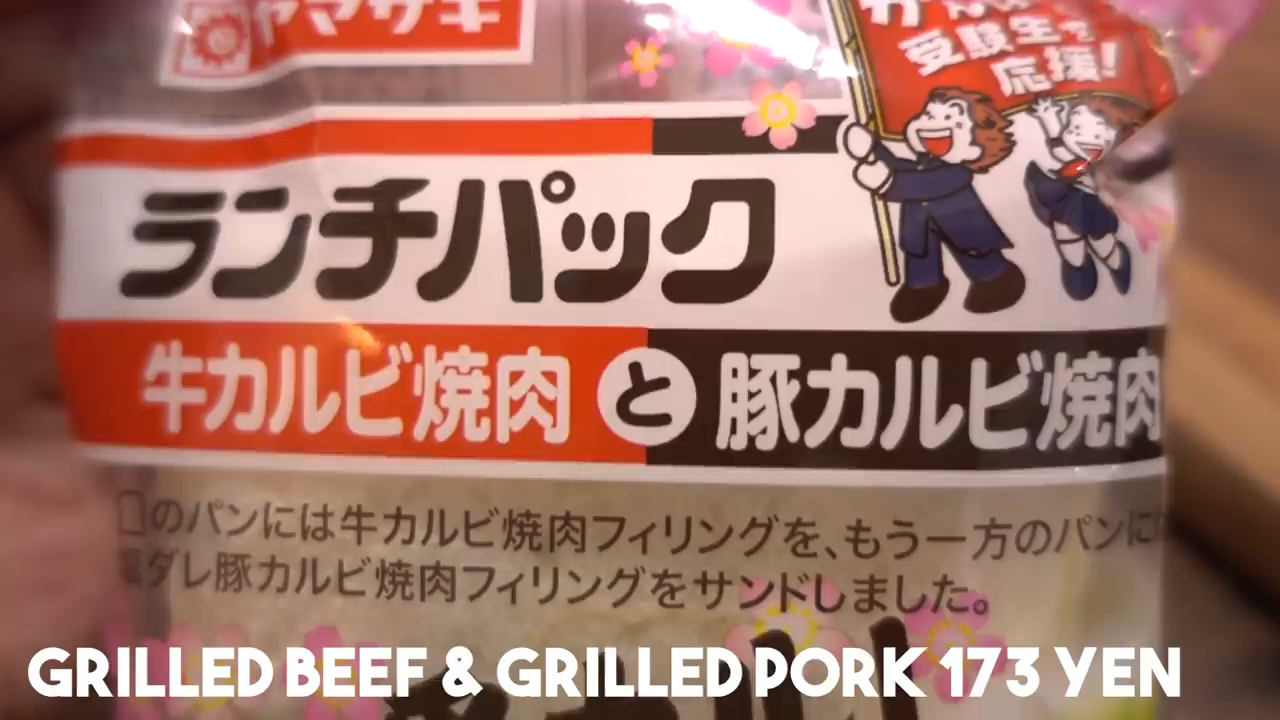 ヤマザキ
受験生を
応援!
ランチパック
牛カルビ焼肉と豚カルビ焼肉
のパンには牛カルビ焼肉フィリングを、もう一方のパンに
ダレ豚カルビ焼肉フィリングをサンドしました。
GRILLED BEEF & GRILLED PORK 173 YEN